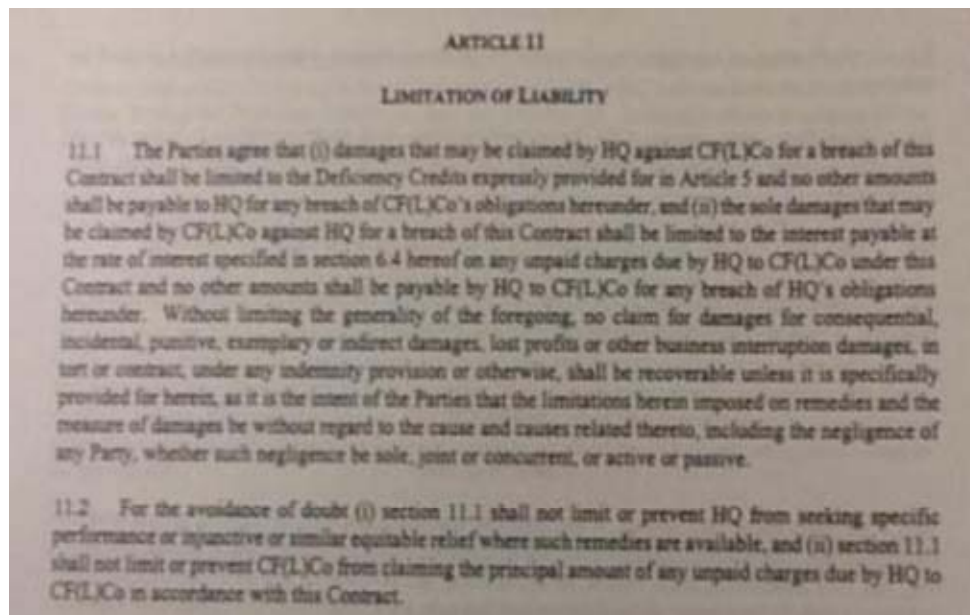 ARTICLE 11
LIMITATION OF LIABILITY
11.1 The Parties agree that (i) damages that may be claimed by HQ against CF(L)Co for a breach of this
Contract shall be limited to the Deficiency Credits expressly provided for in Article 5 and no other amounts
shall be payable to HQ for any breach of CF(L)Co's obligations hereunder, and (ii) the sole damages that may
be claimed by CF(L)Co against HQ for a breach of this Contract shall be limited to the interest payable at
the rate of interest specified in section 6.4 hereof on any unpaid charges due by HQ to CF(L)Co under this
Contract and no other amounts shall be payable by HQ to CF(L)Co for any breach of HQ's obligations
hereunder. Without limiting the generality of the foregoing, no claim for damages for consequential,
incidental, punitive, exemplary or indirect damages, lost profits or other business interruption damages, in
tort or contract, under any indemnity provision or otherwise, shall be recoverable unless it is specifically
provided for herein, as it is the intent of the Parties that the limitations herein imposed on remedies and the
measure of damages be without regard to the cause and causes related thereto, including the negligence of
any Party, whether such negligence be sole, joint or concurrent, or active or passive.
11.2 For the avoidance of doubt (i) section 11.1 shall not limit or prevent HQ from seeking specific
performance or injunctive or similar equitable relief where such remedies are available, and (ii) section 11.1
shall not limit or prevent CF(L)Co from claiming the principal amount of any unpaid charges due by HQ to
CF(L)Co in accordance with this Contract.